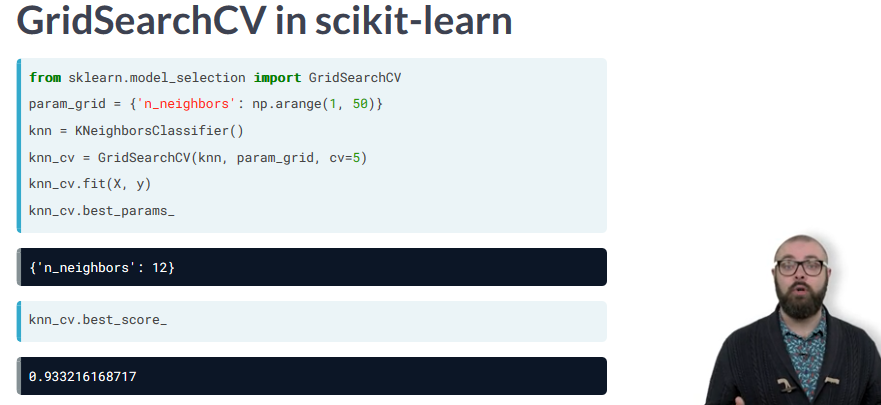 GridSearchCV in scikit-learn
from sklearn.model_selection import GridSearchCV
param_grid = {'n_neighbors': np.arange(1, 50)}
knn = KNeighborsClassifier()
knn_cv = GridSearchCV(knn, param_grid, cv=5)
knn_cv.fit(X, y)
knn_cv.best_params_
{'n_neighbors': 12}
knn_cv.best_score_
0.933216168717